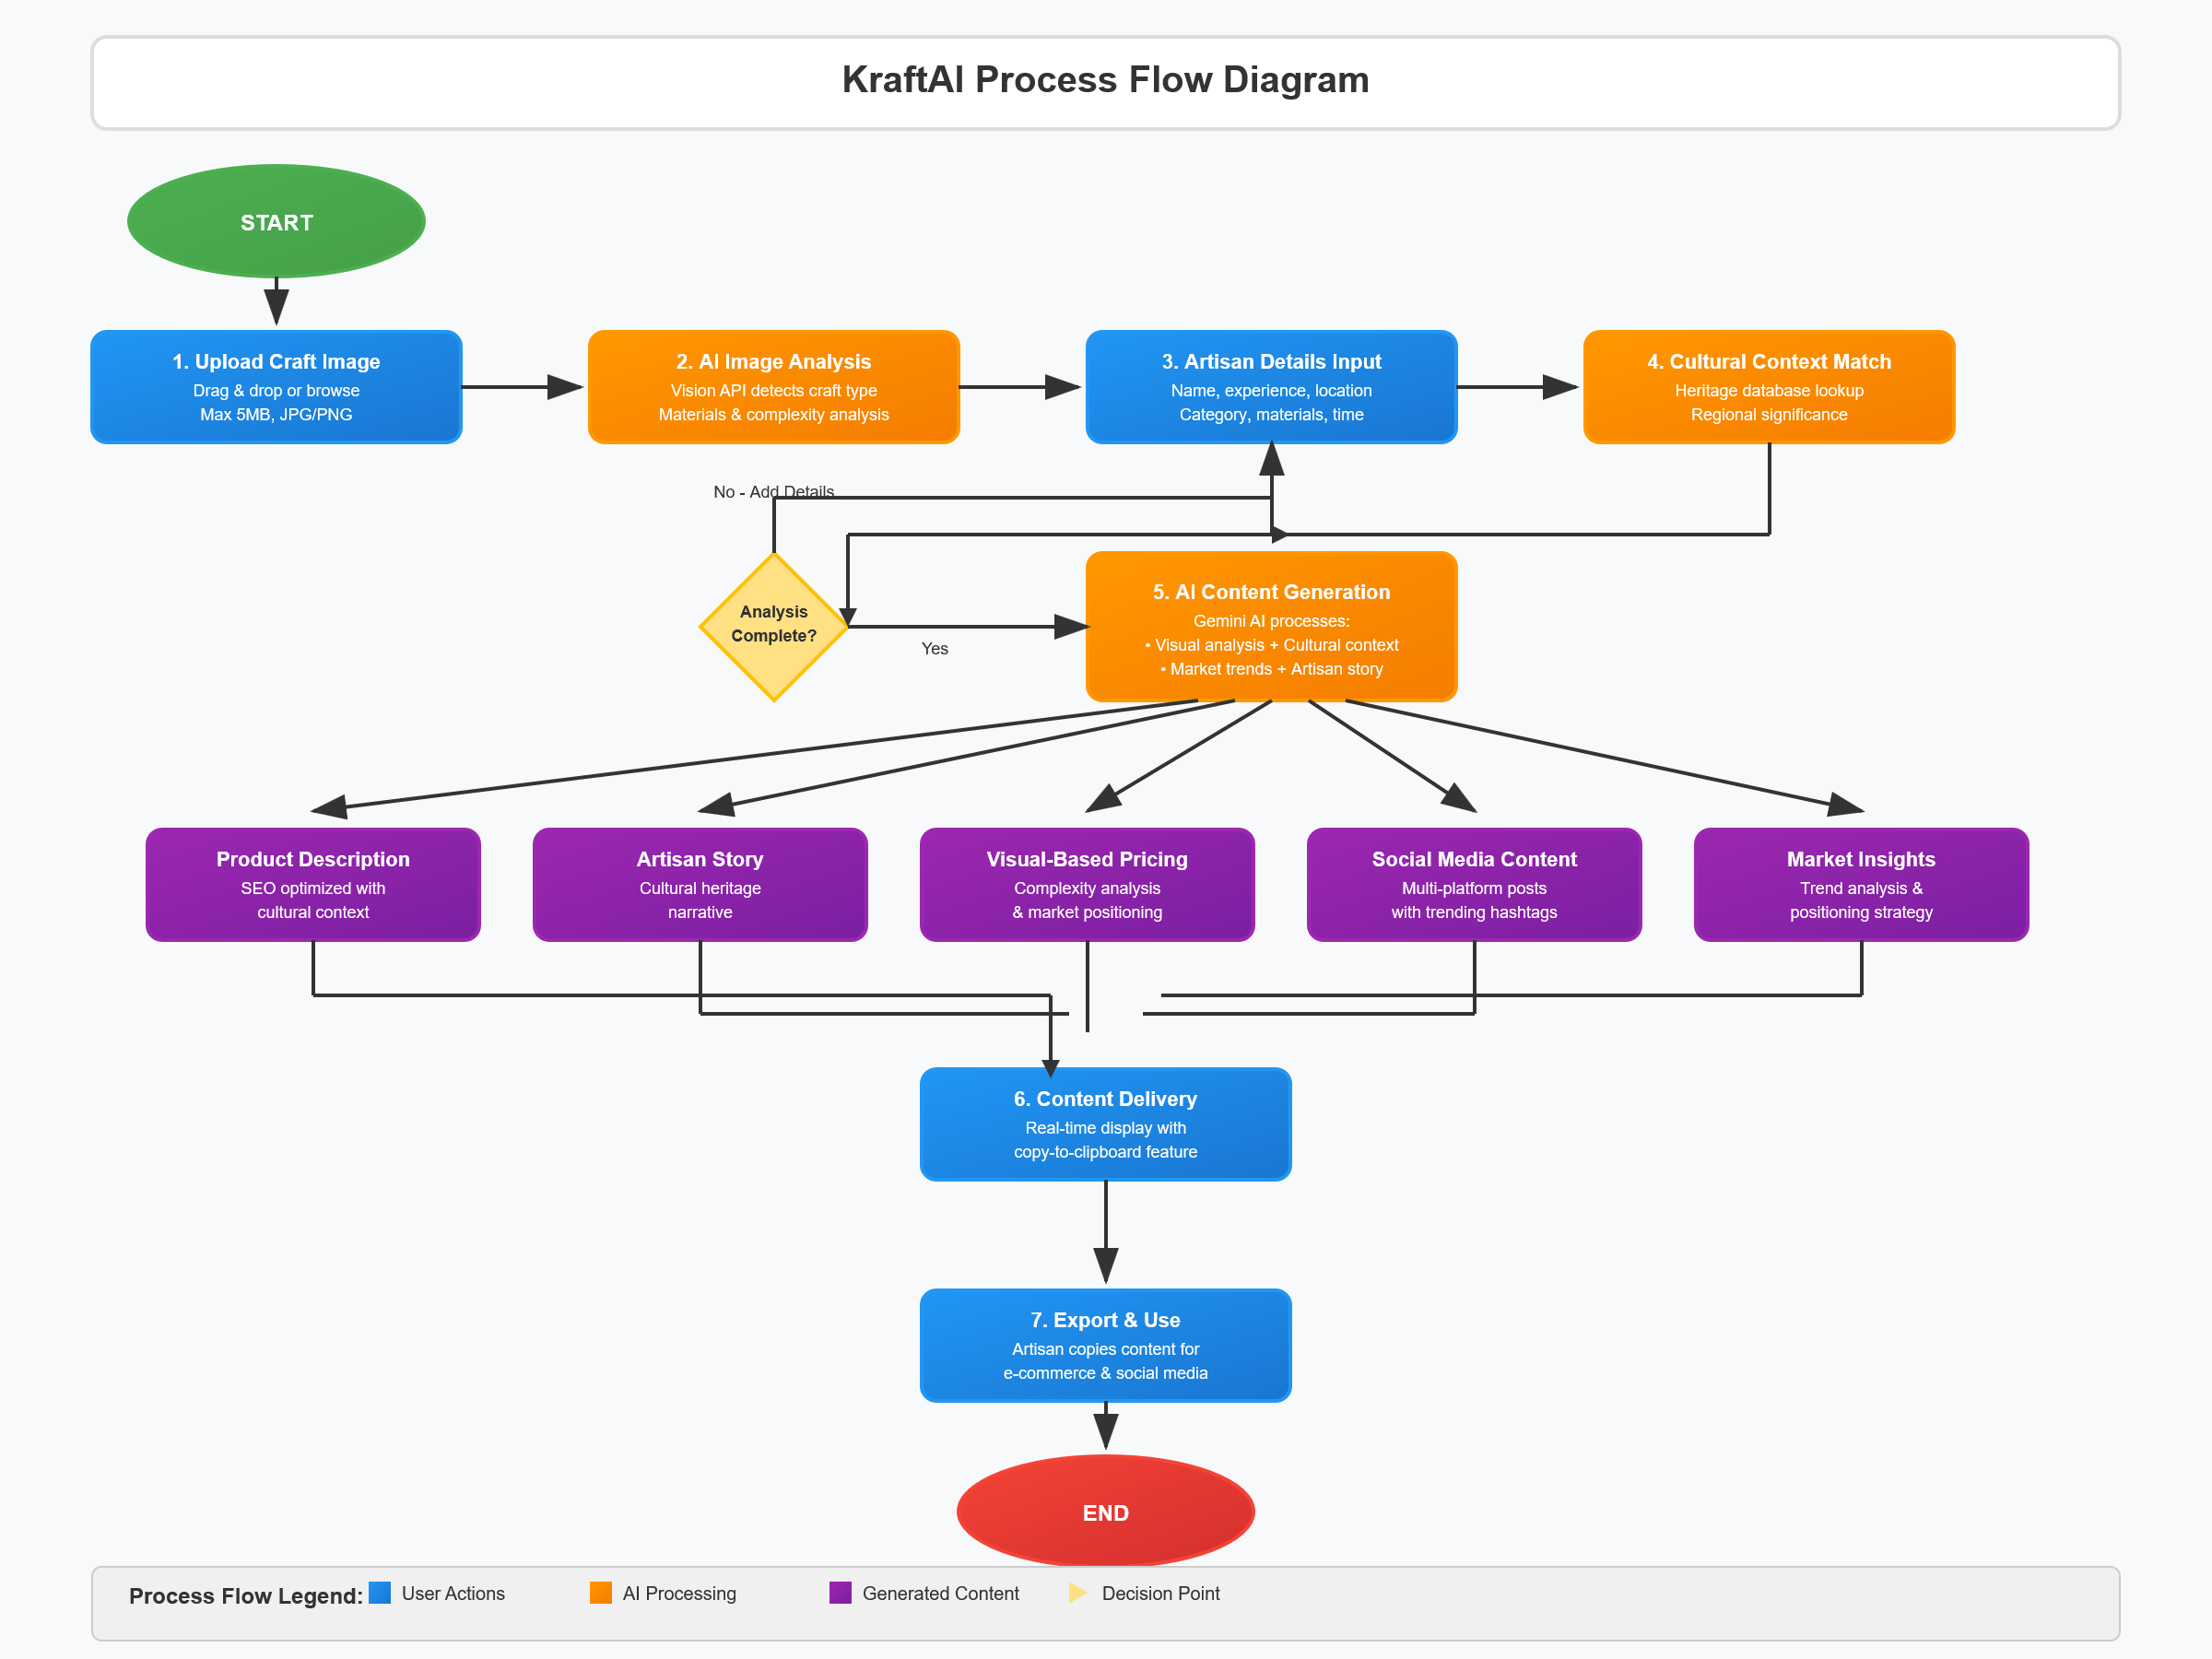 KraftAI Process Flow Diagram
START
1. Upload Craft Image
Drag & drop or browse
Max 5MB, JPG/PNG
2. AI Image Analysis
Vision API detects craft type
Materials & complexity analysis
3. Artisan Details Input
Name, experience, location
Category, materials, time
4. Cultural Context Match
Heritage database lookup
Regional significance
No - Add Details
Analysis
Complete?
Yes
5. AI Content Generation
Gemini AI processes:
• Visual analysis + Cultural context
• Market trends + Artisan story
Product Description
SEO optimized with
cultural context
Artisan Story
Cultural heritage
narrative
Visual-Based Pricing
Complexity analysis
& market positioning
Social Media Content
Multi-platform posts
with trending hashtags
Market Insights
Trend analysis &
positioning strategy
6. Content Delivery
Real-time display with
copy-to-clipboard feature
7. Export & Use
Artisan copies content for
e-commerce & social media
END
Process Flow Legend:
User Actions
AI Processing
Generated Content
Decision Point